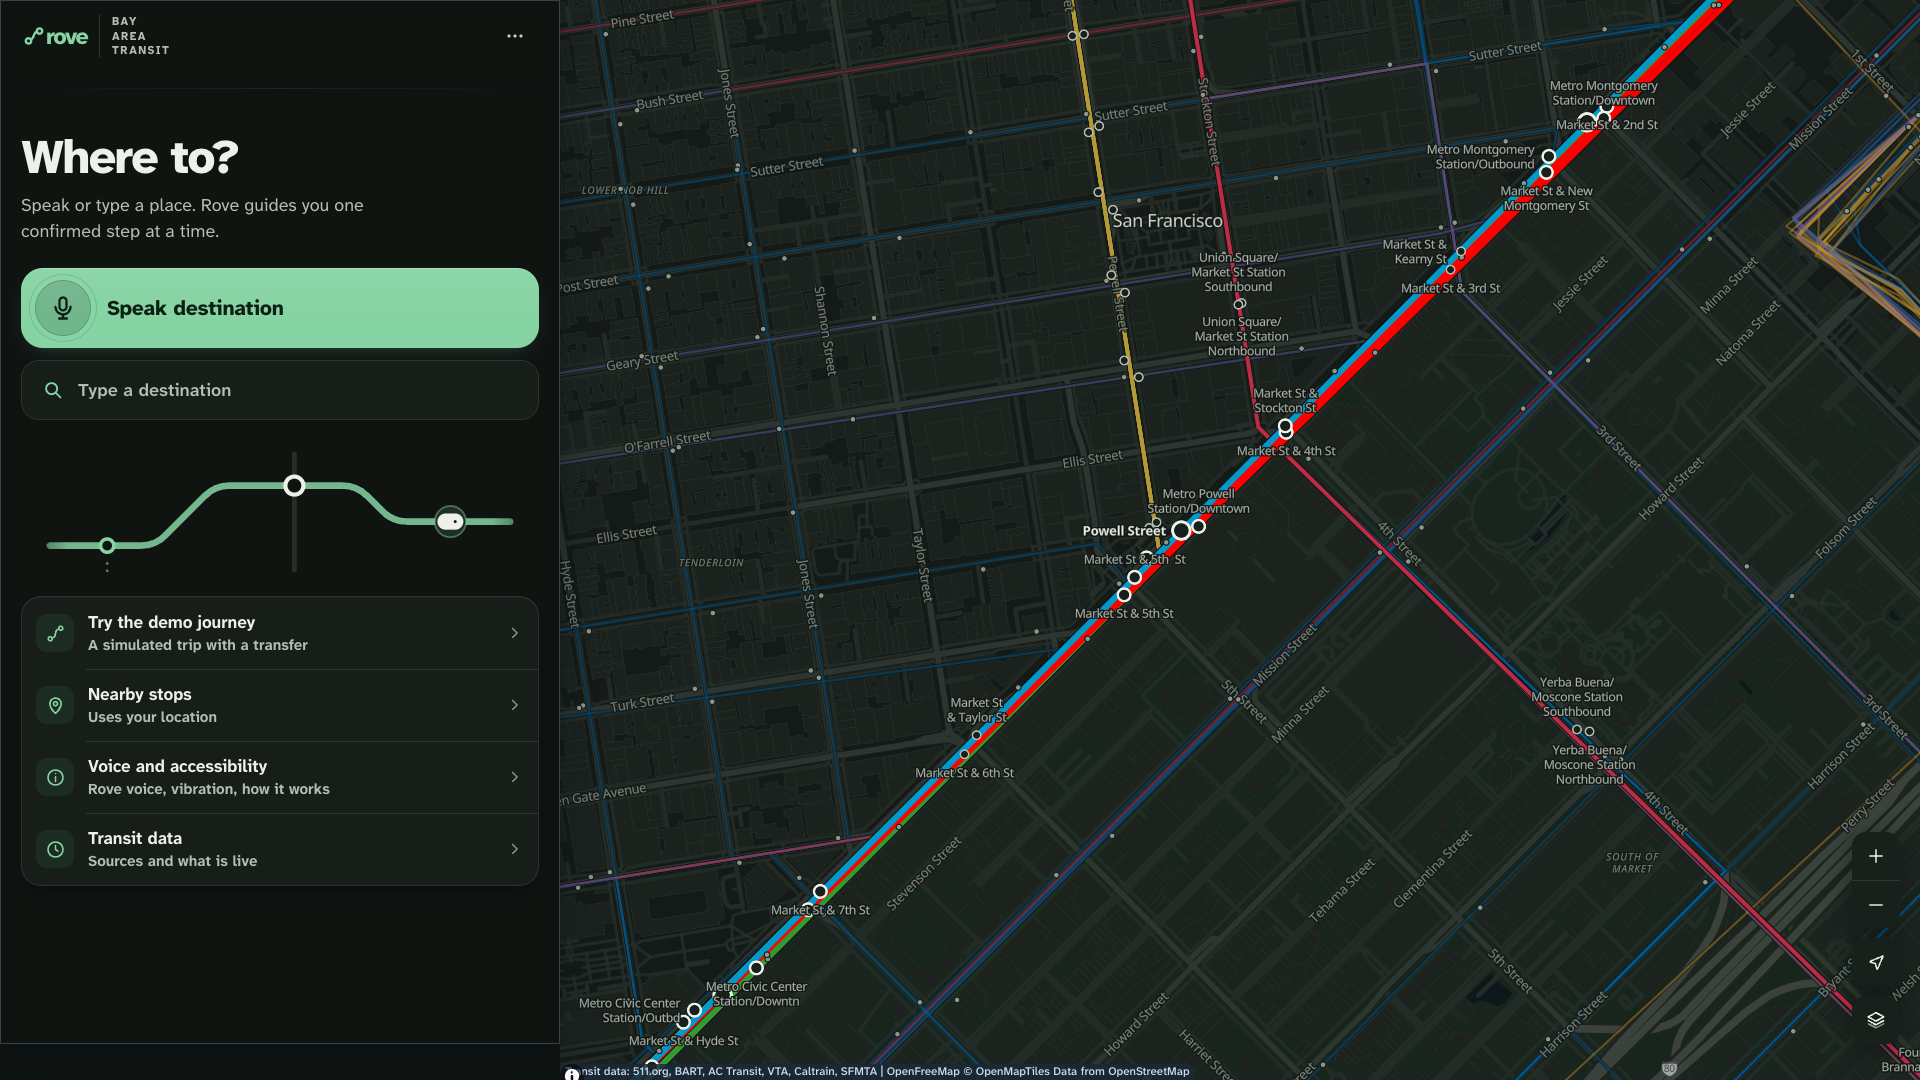 rove
BAY
AREA
TRANSIT
Where to?
Speak or type a place. Rove guides you one
confirmed step at a time.
Speak destination
Type a destination
Try the demo journey
A simulated trip with a transfer
Nearby stops
Uses your location
Voice and accessibility
Rove voice, vibration, how it works
Transit data
Sources and what is live
Pine Street
Bush Street
Jones Street
Sutter Street
LOWER NOB HILL
Post Street
Shannon Street
Geary Street
O'Farrell Street
Ellis Street
Ellis Street
TENDERLOIN
Hyde Street
Jones Street
Taylor Street
Turk Street
en Gate Avenue
Sutter Street
Stockton Street
Powell Street
San Francisco
Union Square/
Market St Station
Southbound
Union Square/
Market St Station
Northbound
Sutter Street
Metro Montgomery
Station/Downtown
Market St & 2nd St
Metro Montgomery
Station/Outbound
Market St & New
Montgomery St
Market St &
Kearny St
Market St & 3rd St
Market St &
Stockton St
Market St & 4th St
Metro Powell
Station/Downtown
Powell Street
Market St & 5th St
Market St & 5th St
Market St
& Taylor St
Market St & 6th St
Market St & 7th St
Metro Civic Center
Station/Downtn
Metro Civic Center
Station/Outbd
Market St & Hyde St
1st Street
Jessie Street
Mission Street
Jessie Street
Minna Street
Natoma Street
3rd Street
Howard Street
Folsom Street
4th Street
Mission Street
5th Street
Minna Street
Yerba Buena/
Moscone Station
Southbound
Yerba Buena/
Moscone Station
Northbound
3rd Street
Harrison Street
Perry Street
4th Street
SOUTH OF
MARKET
Stevenson Street
Tehama Street
Clementina Street
5th Street
Howard Street
Harriet Street
Harrison Street
80
Bryant S
Nelsh
Fou
Branna
nsit data: 511.org, BART, AC Transit, VTA, Caltrain, SFMTA | OpenFreeMap © OpenMapTiles Data from OpenStreetMap